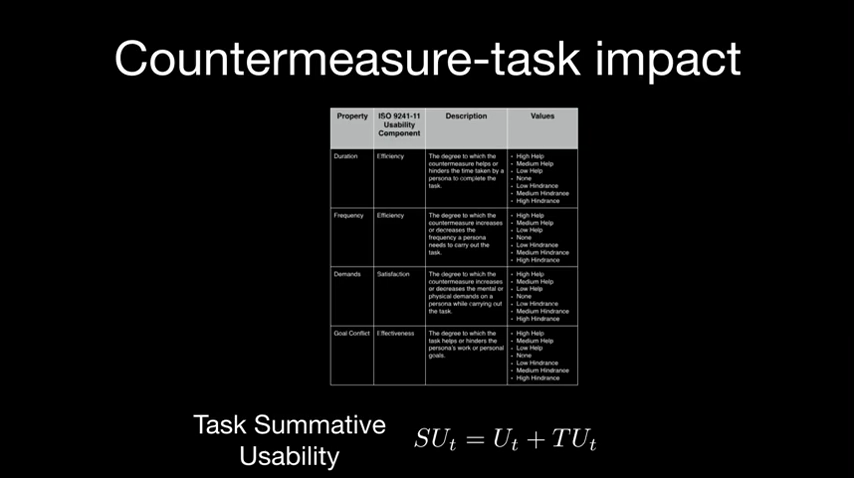 Countermeasure-task impact
Property
ISO 9241-11
Usability
Component
Description
Values
Duration
Efficiency
The degree to which the
countermeasure helps or
hinders the time taken by a
persona to complete the
task.
• High Help
• Medium Help
• Low Help
• None
• Low Hindrance
• Medium Hindrance
• High Hindrance
Frequency
Efficiency
The degree to which the
countermeasure increases
or decreases the
frequency a persona
needs to carry out the
task.
• High Help
• Medium Help
• Low Help
• None
• Low Hindrance
• Medium Hindrance
• High Hindrance
Demands
Satisfaction
The degree to which the
countermeasure increases
or decreases the mental or
physical demands on a
persona while carrying out
the task.
• High Help
• Medium Help
• Low Help
• None
• Low Hindrance
• Medium Hindrance
• High Hindrance
Goal Conflict
Effectiveness
The degree to which the
task helps or hinders the
persona's work or personal
goals.
• High Help
• Medium Help
• Low Help
• None
• Low Hindrance
• Medium Hindrance
• High Hindrance
Task Summative
Usability
SUₜ = Uₜ + TUₜ